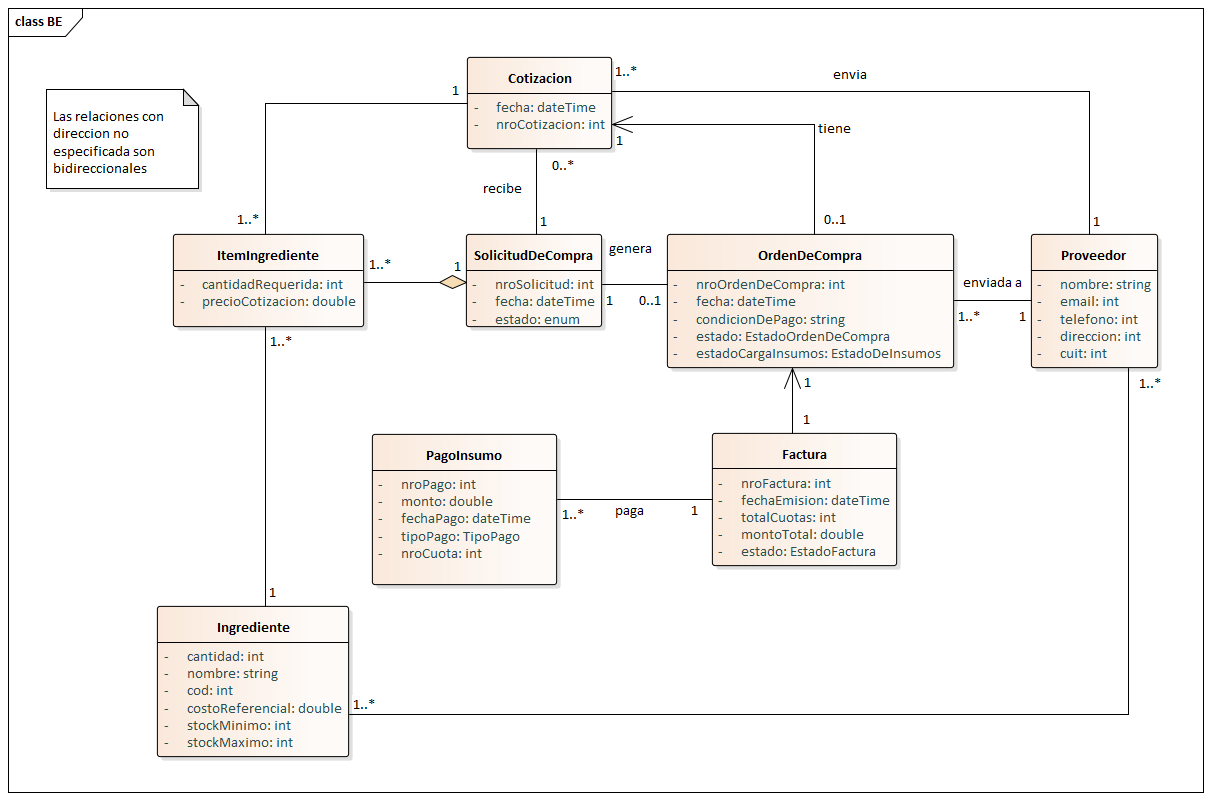 class BE
Las relaciones con
direccion no
especificada son
bidireccionales
Cotizacion
- fecha: dateTime
- nroCotizacion: int
1
1..*
envia
1
tiene
0..*
recibe
1
1..*
0..1
1
ItemIngrediente
- cantidadRequerida: int
- precioCotizacion: double
1..*
1
SolicitudDeCompra
- nroSolicitud: int
- fecha: dateTime
- estado: enum
genera
1
0..1
OrdenDeCompra
- nroOrdenDeCompra: int
- fecha: dateTime
- condicionDePago: string
- estado: EstadoOrdenDeCompra
- estadoCargaInsumos: EstadoDeInsumos
enviada a
1..*
1
Proveedor
- nombre: string
- email: int
- telefono: int
- direccion: int
- cuit: int
1..*
1..*
1
1
PagoInsumo
- nroPago: int
- monto: double
- fechaPago: dateTime
- tipoPago: TipoPago
- nroCuota: int
1..*
paga
1
Factura
- nroFactura: int
- fechaEmision: dateTime
- totalCuotas: int
- montoTotal: double
- estado: EstadoFactura
1
Ingrediente
- cantidad: int
- nombre: string
- cod: int
- costoReferencial: double
- stockMinimo: int
- stockMaximo: int
1..*